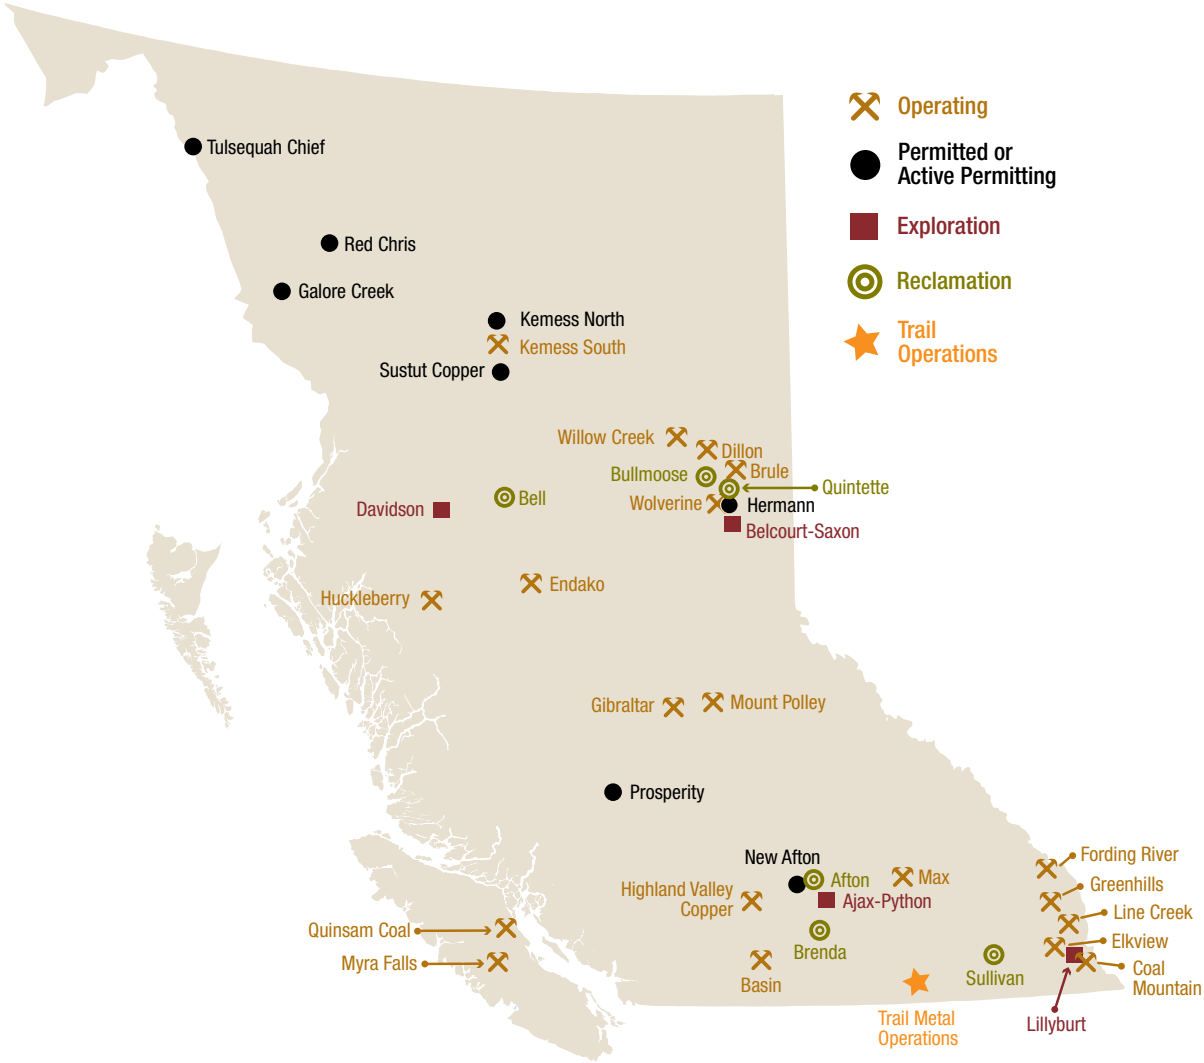 Operating
Permitted or
Active Permitting
Exploration
Reclamation
Trail
Operations
Tulsequah Chief
Red Chris
Galore Creek
Kemess North
Kemess South
Sustut Copper
Willow Creek
Dillon
Brule
Bullmoose
Quintette
Bell
Wolverine
Hermann
Davidson
Belcourt-Saxon
Endako
Huckleberry
Gibraltar
Mount Polley
Prosperity
New Afton
Afton
Max
Highland Valley
Copper
Ajax-Python
Fording River
Greenhills
Line Creek
Quinsam Coal
Elkview
Brenda
Myra Falls
Coal
Mountain
Basin
Sullivan
Trail Metal
Operations
Lillyburt